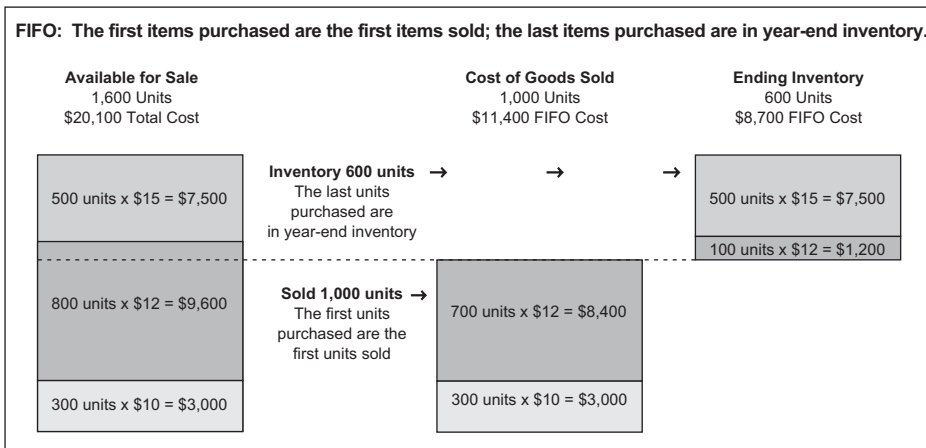 FIFO: The first items purchased are the first items sold; the last items purchased are in year-end inventory.
Available for Sale
1,600 Units
$20,100 Total Cost
Cost of Goods Sold
1,000 Units
$11,400 FIFO Cost
Ending Inventory
600 Units
$8,700 FIFO Cost
500 units x $15 = $7,500
800 units x $12 = $9,600
300 units x $10 = $3,000
Inventory 600 units → → →
The last units
purchased are
in year-end inventory
Sold 1,000 units →
The first units
purchased are the
first units sold
700 units x $12 = $8,400
300 units x $10 = $3,000
500 units x $15 = $7,500
100 units x $12 = $1,200